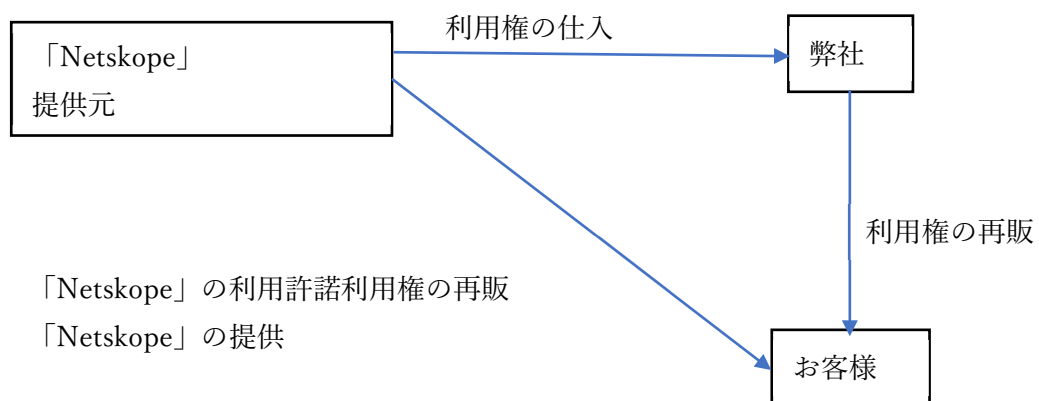 利用権の仕入
「Netskope」
提供元
弊社
利用権の再販
「Netskope」の利用許諾利用権の再販
「Netskope」の提供
お客様